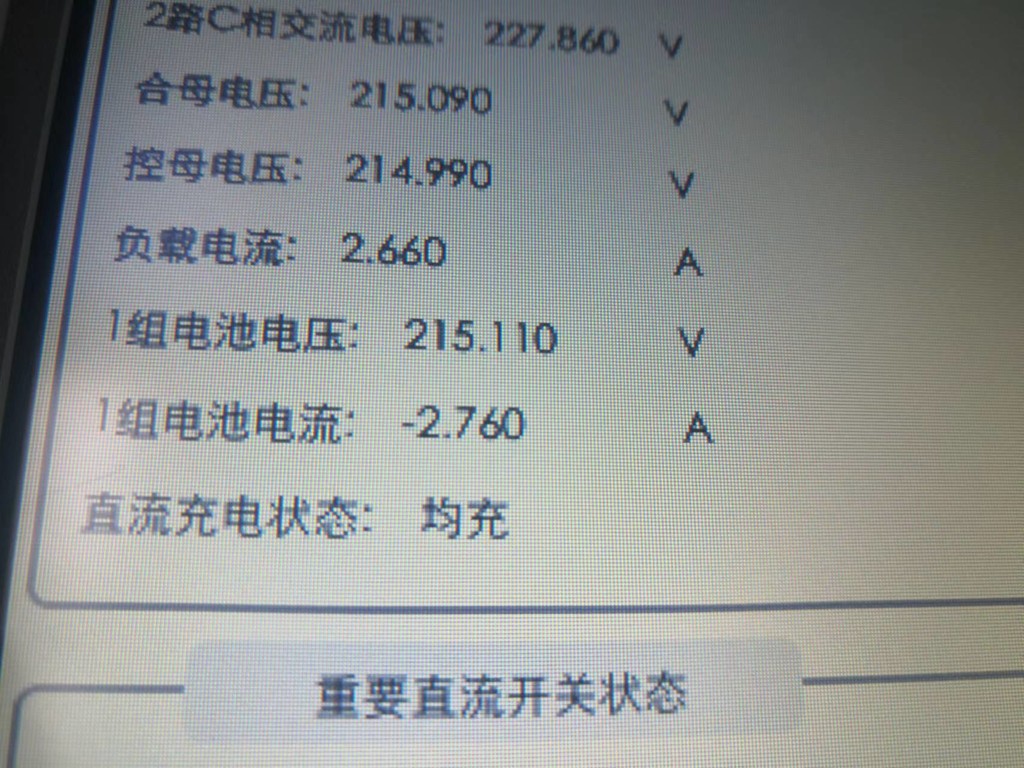 2路C相交流电压: 227.860 V
合母电压: 215.090 V
控母电压: 214.990 V
负载电流: 2.660 A
1组电池电压: 215.110 V
1组电池电流: -2.760 A
直流充电状态: 均充
重要直流开关状态